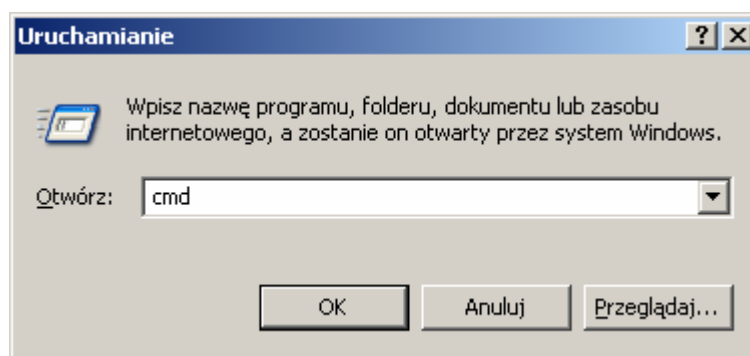 Uruchamianie
Wpisz nazwę programu, folderu, dokumentu lub zasobu
internetowego, a zostanie on otwarty przez system Windows.
Otwórz: cmd
OK Anuluj Przeglądaj...